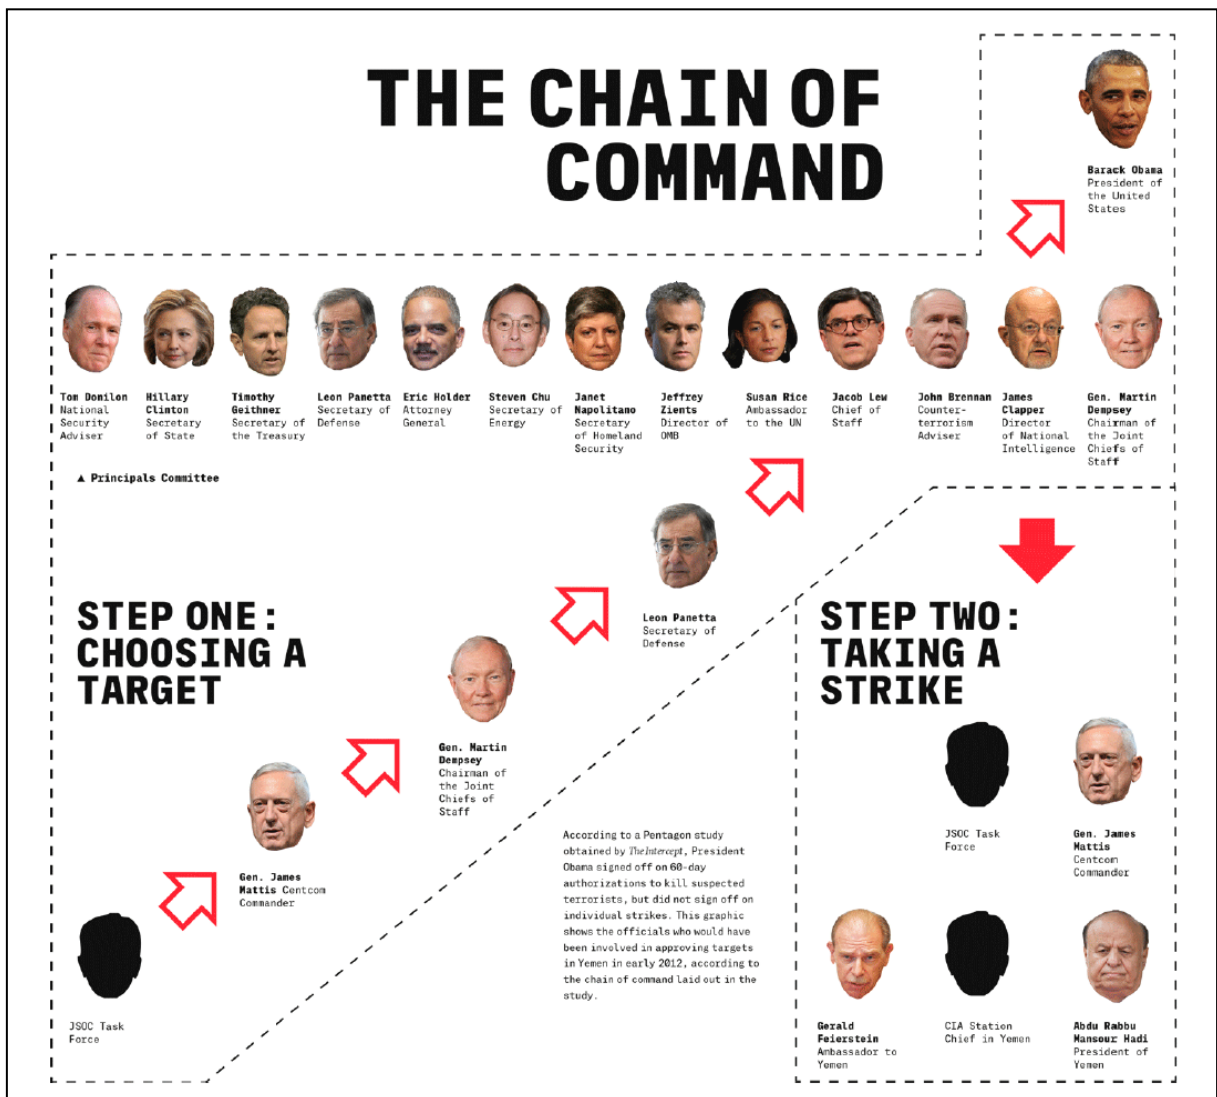 THE CHAIN OF
COMMAND
Barack Obama
President of
the United
States
Tom Donilon
National
Security
Adviser
Hillary
Clinton
Secretary
of State
Timothy
Geithner
Secretary of
the Treasury
Leon Panetta
Secretary of
Defense
Eric Holder
Attorney
General
Steven Chu
Secretary of
Energy
Janet
Napolitano
Secretary
of Homeland
Security
Jeffrey
Zients
Director of
OMB
Susan Rice
Ambassador
to the UN
Jacob Lew
Chief of
Staff
John Brennan
Counter-
terrorism
Adviser
James
Clapper
Director
of National
Intelligence
Gen. Martin
Dempsey
Chairman of
the Joint
Chiefs of
Staff
▲ Principals Committee
STEP ONE:
CHOOSING A
TARGET
Leon Panetta
Secretary of
Defense
Gen. Martin
Dempsey
Chairman of
the Joint
Chiefs of
Staff
Gen. James
Mattis Centcom
Commander
JSOC Task
Force
According to a Pentagon study
obtained by The Intercept, President
Obama signed off on 60-day
authorizations to kill suspected
terrorists, but did not sign off on
individual strikes. This graphic
shows the officials who would have
been involved in approving targets
in Yemen in early 2012, according to
the chain of command laid out in the
study.
STEP TWO:
TAKING A
STRIKE
JSOC Task
Force
Gen. James
Mattis
Centcom
Commander
Gerald
Feierstein
Ambassador to
Yemen
CIA Station
Chief in Yemen
Abdu Rabbu
Mansour Hadi
President of
Yemen